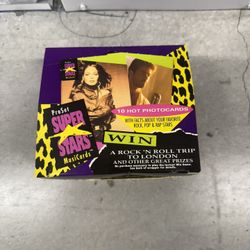 10 HOT PHOTOCARDS
WITH FACTS ABOUT YOUR FAVORITE
ROCK, POP & RAP STARS
ProSet
SUPER
STARS
MusiCards
WIN
A ROCK 'N ROLL TRIP
TO LONDON
AND OTHER GREAT PRIZES